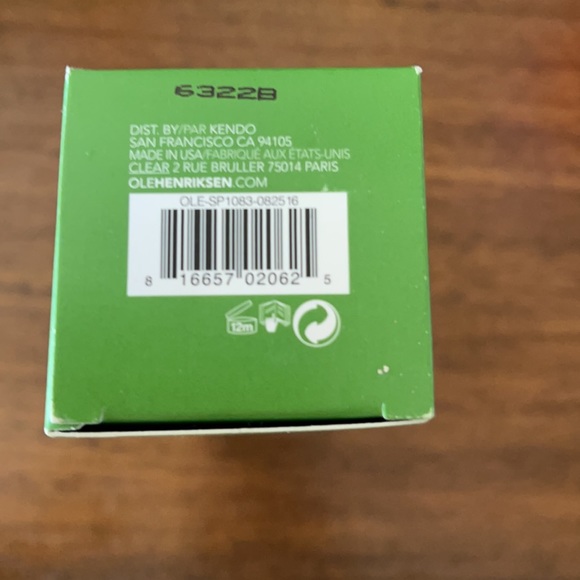 6322B
DIST. BY/PAR KENDO
SAN FRANCISCO CA 94105
MADE IN USA/FABRIQUÉ AUX ÉTATS-UNIS
CLEAR 2 RUE BRULLER 75014 PARIS
OLEHENRIKSEN.COM
OLE-SP1083-082516
8 16657 02062 5
12m